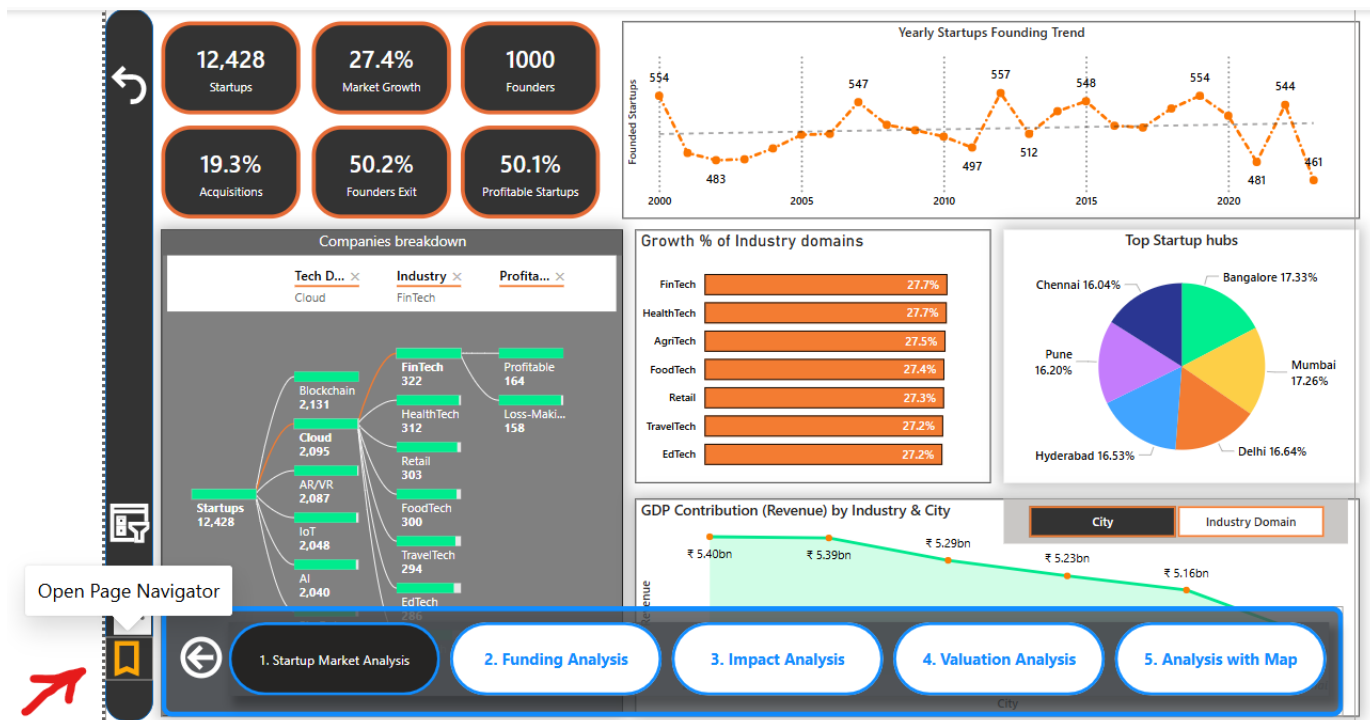 12,428
Startups
27.4%
Market Growth
1000
Founders
19.3%
Acquisitions
50.2%
Founders Exit
50.1%
Profitable Startups
Yearly Startups Founding Trend
Founded Startups
554
483
547
497
557
512
548
554
481
544
461
2000
2005
2010
2015
2020
Companies breakdown
Tech D...
Cloud
Industry
FinTech
Profita...
Startups
12,428
Blockchain
2,131
Cloud
2,095
AR/VR
2,087
IoT
2,048
AI
2,040
FinTech
322
HealthTech
312
Retail
303
FoodTech
300
TravelTech
294
EdTech
286
Profitable
164
Loss-Maki...
158
Growth % of Industry domains
FinTech 27.7%
HealthTech 27.7%
AgriTech 27.5%
FoodTech 27.4%
Retail 27.3%
TravelTech 27.2%
EdTech 27.2%
Top Startup hubs
Bangalore 17.33%
Mumbai
17.26%
Delhi 16.64%
Hyderabad 16.53%
Pune
16.20%
Chennai 16.04%
GDP Contribution (Revenue) by Industry & City
City
Industry Domain
₹ 5.40bn
₹ 5.39bn
₹ 5.29bn
₹ 5.23bn
₹ 5.16bn
Revenue
City
Open Page Navigator
1. Startup Market Analysis
2. Funding Analysis
3. Impact Analysis
4. Valuation Analysis
5. Analysis with Map